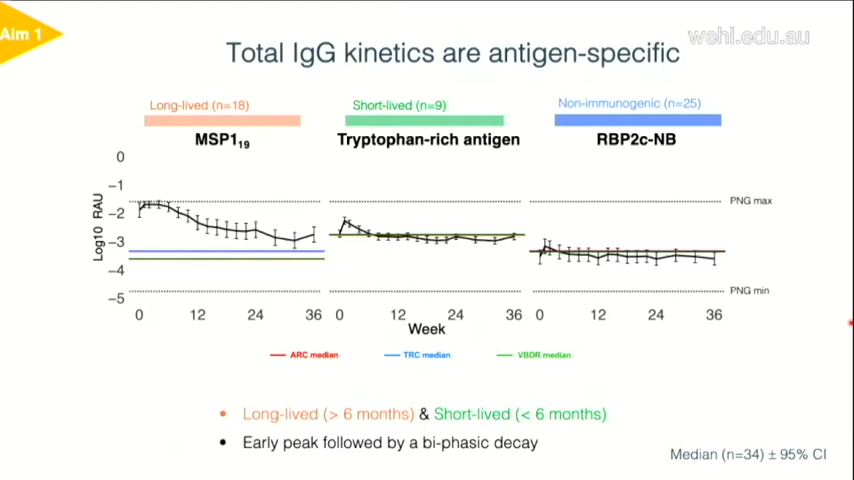 Aim 1
wehi.edu.au
Total IgG kinetics are antigen-specific
Long-lived (n=18)
Short-lived (n=9)
Non-immunogenic (n=25)
MSP1₁₉
Tryptophan-rich antigen
RBP2c-NB
Log10 RAU
0
−1
−2
−3
−4
−5
PNG max
PNG min
0 12 24 36
0 12 24 36
0 12 24 36
Week
ARC median
TRC median
VBDR median
• Long-lived (> 6 months) & Short-lived (< 6 months)
• Early peak followed by a bi-phasic decay
Median (n=34) ± 95% CI